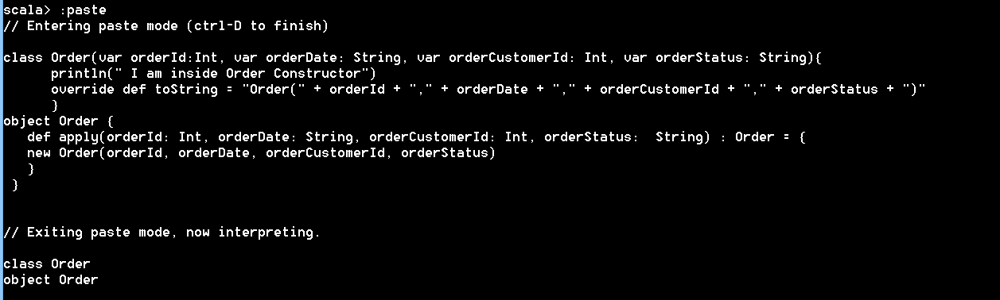 scala> :paste
// Entering paste mode (ctrl-D to finish)
class Order(var orderId:Int, var orderDate: String, var orderCustomerId: Int, var orderStatus: String){
println(" I am inside Order Constructor")
override def toString = "Order(" + orderId + "," + orderDate + "," + orderCustomerId + "," + orderStatus + ")"
}
object Order {
def apply(orderId: Int, orderDate: String, orderCustomerId: Int, orderStatus:  String) : Order = {
new Order(orderId, orderDate, orderCustomerId, orderStatus)
}
}
// Exiting paste mode, now interpreting.
class Order
object Order